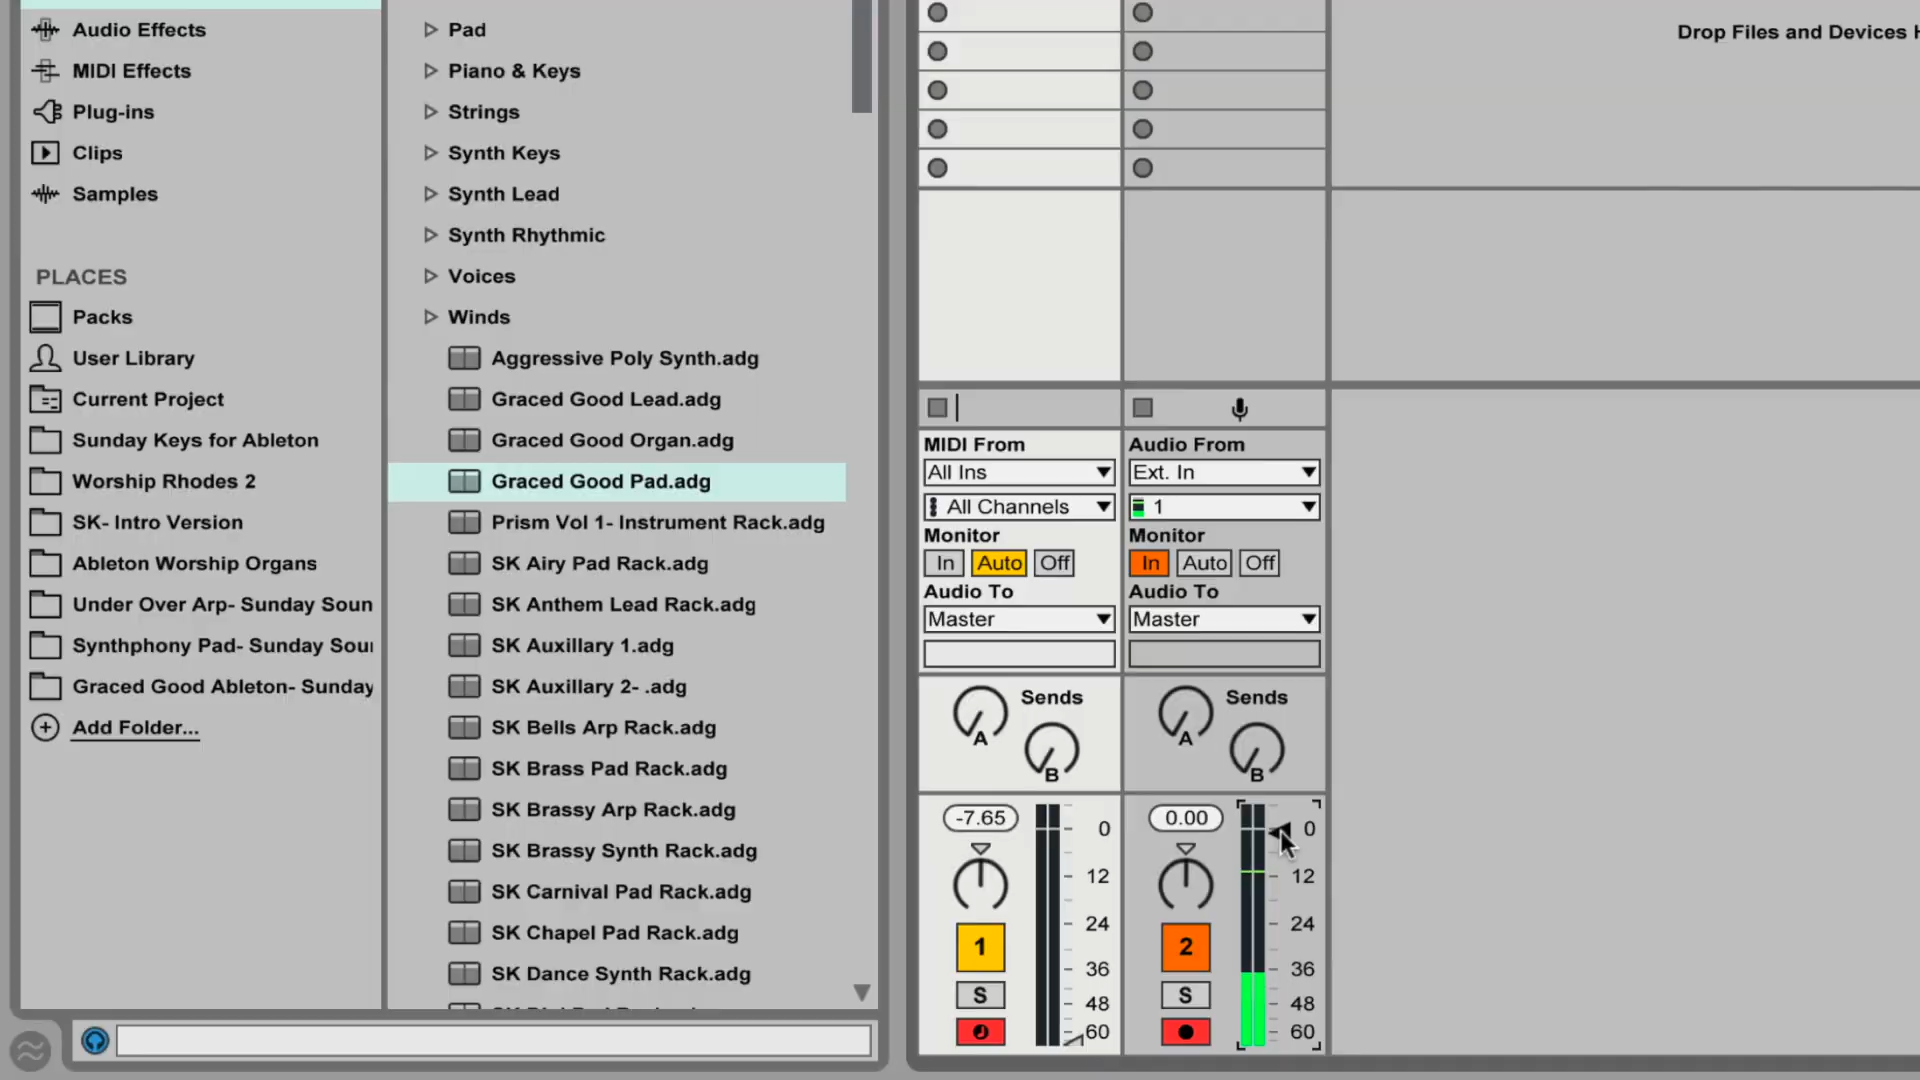 Audio Effects
MIDI Effects
Plug-ins
Clips
Samples
PLACES
Packs
User Library
Current Project
Sunday Keys for Ableton
Worship Rhodes 2
SK- Intro Version
Ableton Worship Organs
Under Over Arp- Sunday Soun
Synthphony Pad- Sunday Sou
Graced Good Ableton- Sunday
Add Folder...
Pad
Piano & Keys
Strings
Synth Keys
Synth Lead
Synth Rhythmic
Voices
Winds
Aggressive Poly Synth.adg
Graced Good Lead.adg
Graced Good Organ.adg
Graced Good Pad.adg
Prism Vol 1- Instrument Rack.adg
SK Airy Pad Rack.adg
SK Anthem Lead Rack.adg
SK Auxillary 1.adg
SK Auxillary 2- .adg
SK Bells Arp Rack.adg
SK Brass Pad Rack.adg
SK Brassy Arp Rack.adg
SK Brassy Synth Rack.adg
SK Carnival Pad Rack.adg
SK Chapel Pad Rack.adg
SK Dance Synth Rack.adg
Drop Files and Devices H
MIDI From
All Ins
All Channels
Monitor
In Auto Off
Audio To
Master
Sends
A
B
-7.65
0
12
24
36
48
60
1
S
Audio From
Ext. In
1
Monitor
In Auto Off
Audio To
Master
Sends
A
B
0.00
0
12
24
36
48
60
2
S